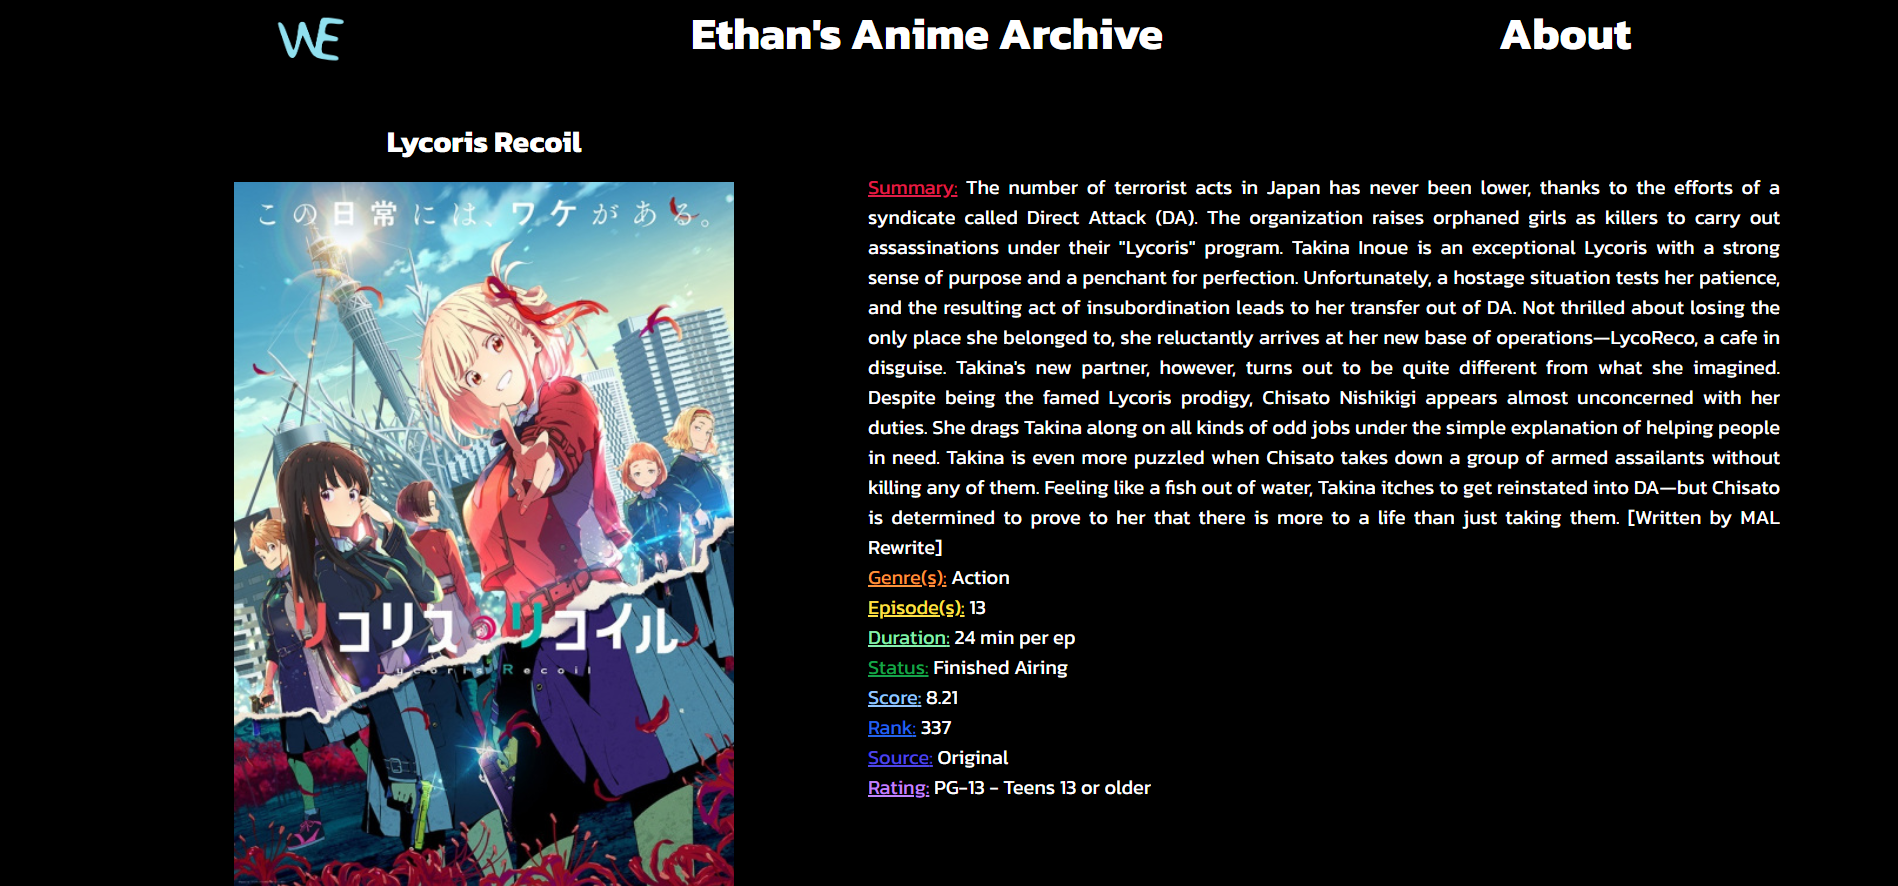 WE
Ethan's Anime Archive
About
Lycoris Recoil
この日常には、ワケがある。
リコリス・リコイル
Lycoris Recoil
Summary: The number of terrorist acts in Japan has never been lower, thanks to the efforts of a
syndicate called Direct Attack (DA). The organization raises orphaned girls as killers to carry out
assassinations under their "Lycoris" program. Takina Inoue is an exceptional Lycoris with a strong
sense of purpose and a penchant for perfection. Unfortunately, a hostage situation tests her patience,
and the resulting act of insubordination leads to her transfer out of DA. Not thrilled about losing the
only place she belonged to, she reluctantly arrives at her new base of operations—LycoReco, a cafe in
disguise. Takina's new partner, however, turns out to be quite different from what she imagined.
Despite being the famed Lycoris prodigy, Chisato Nishikigi appears almost unconcerned with her
duties. She drags Takina along on all kinds of odd jobs under the simple explanation of helping people
in need. Takina is even more puzzled when Chisato takes down a group of armed assailants without
killing any of them. Feeling like a fish out of water, Takina itches to get reinstated into DA—but Chisato
is determined to prove to her that there is more to a life than just taking them. [Written by MAL
Rewrite]
Genre(s): Action
Episode(s): 13
Duration: 24 min per ep
Status: Finished Airing
Score: 8.21
Rank: 337
Source: Original
Rating: PG-13 - Teens 13 or older